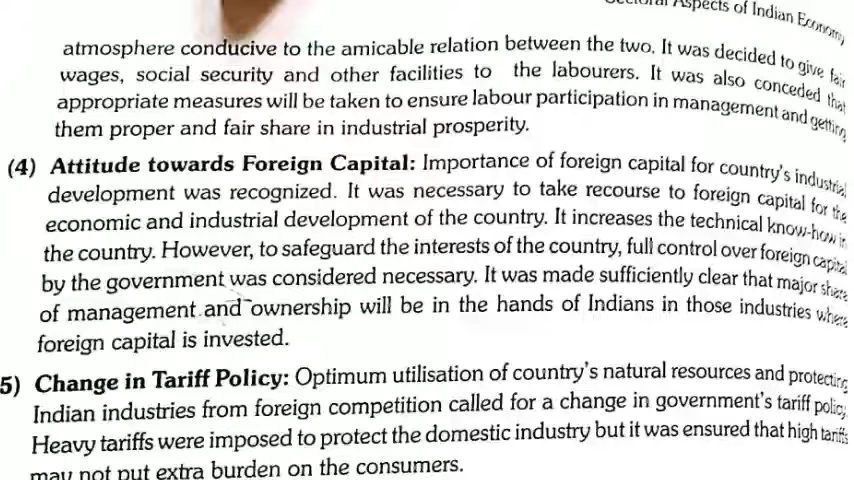 Sectoral Aspects of Indian Economy
atmosphere conducive to the amicable relation between the two. It was decided to give fair
wages, social security and other facilities to the labourers. It was also conceded that
appropriate measures will be taken to ensure labour participation in management and getting
them proper and fair share in industrial prosperity.
(4) Attitude towards Foreign Capital: Importance of foreign capital for country's industrial
development was recognized. It was necessary to take recourse to foreign capital for the
economic and industrial development of the country. It increases the technical know-how in
the country. However, to safeguard the interests of the country, full control over foreign capital
by the government was considered necessary. It was made sufficiently clear that major share
of management and ownership will be in the hands of Indians in those industries where
foreign capital is invested.
5) Change in Tariff Policy: Optimum utilisation of country's natural resources and protecting
Indian industries from foreign competition called for a change in government's tariff policy.
Heavy tariffs were imposed to protect the domestic industry but it was ensured that high tariffs
may not put extra burden on the consumers.